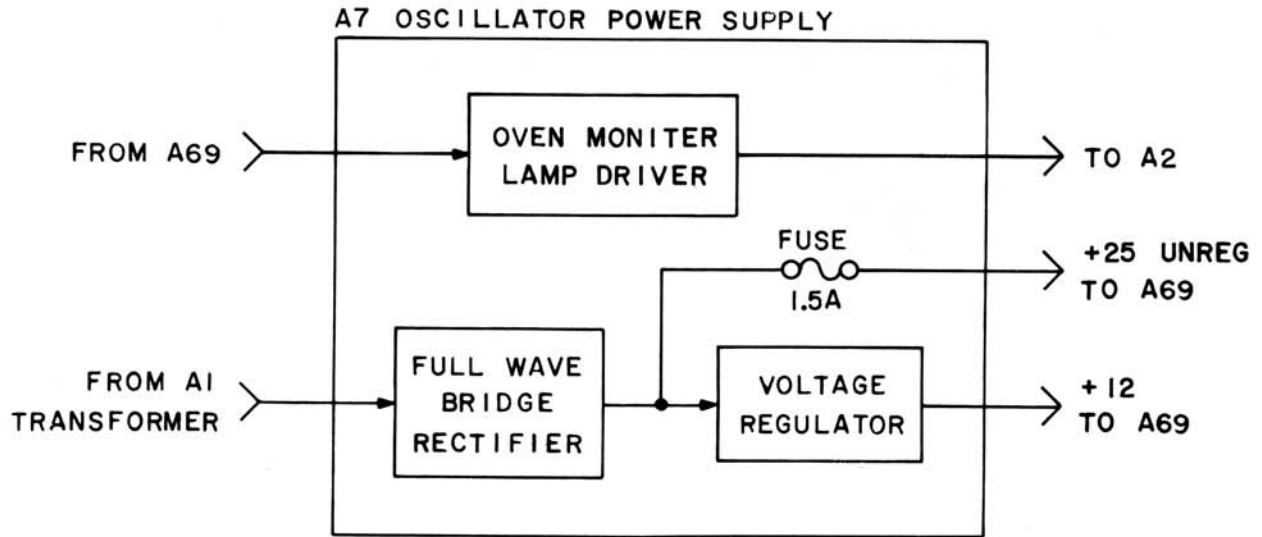 A7 OSCILLATOR POWER SUPPLY
FROM A69
OVEN MONITER
LAMP DRIVER
TO A2
FUSE
1.5A
+25 UNREG
TO A69
FROM A1
TRANSFORMER
FULL WAVE
BRIDGE
RECTIFIER
VOLTAGE
REGULATOR
+12
TO A69